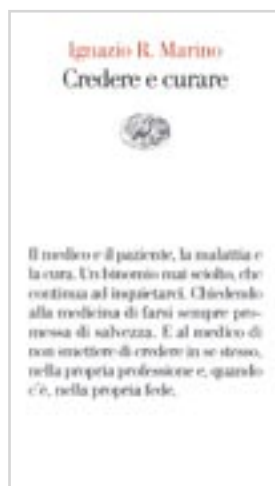 Ignazio R. Marino
Credere e curare
Il medico e il paziente, la malattia e
la cura. Un binomio mai sciolto, che
continua ad inquietarci. Chiedendo
alla medicina di farsi sempre pro-
messa di salvezza. E al medico di
non smettere di credere in se stesso,
nella propria professione e, quando
c'è, nella propria fede.